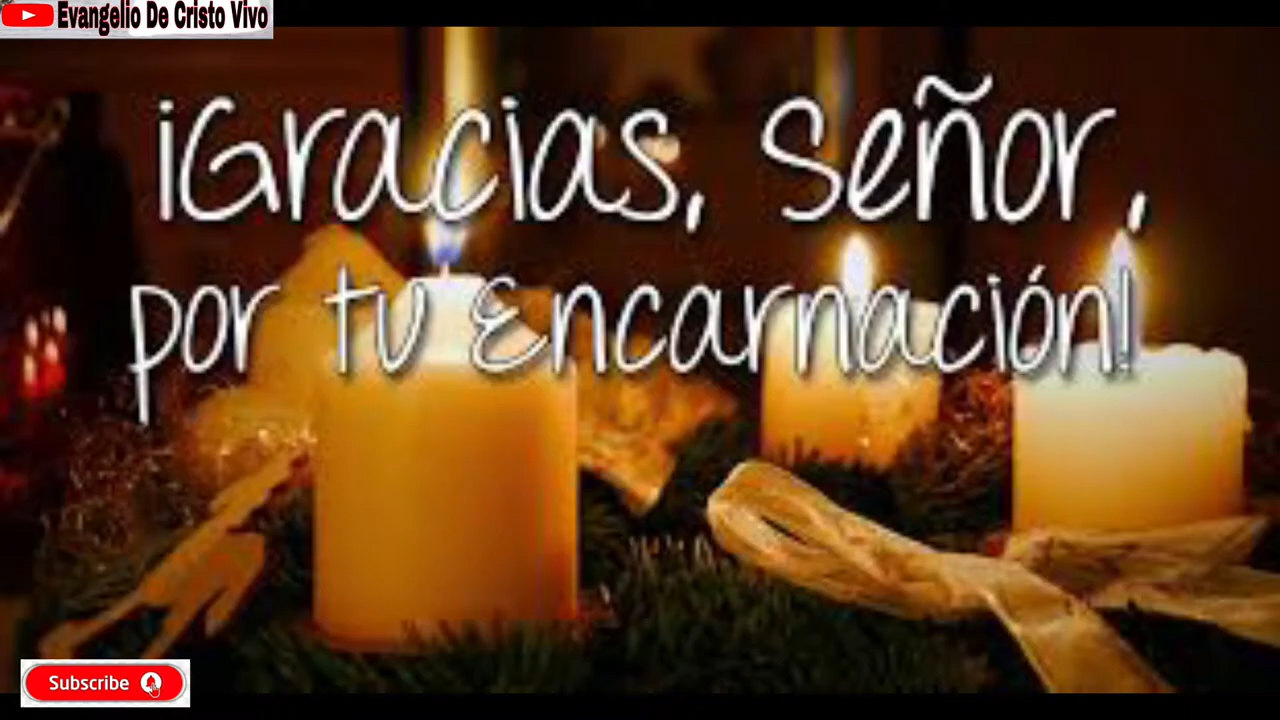 Evangelio De Cristo Vivo
¡Gracias, Señor,
por tu Encarnación!
Subscribe